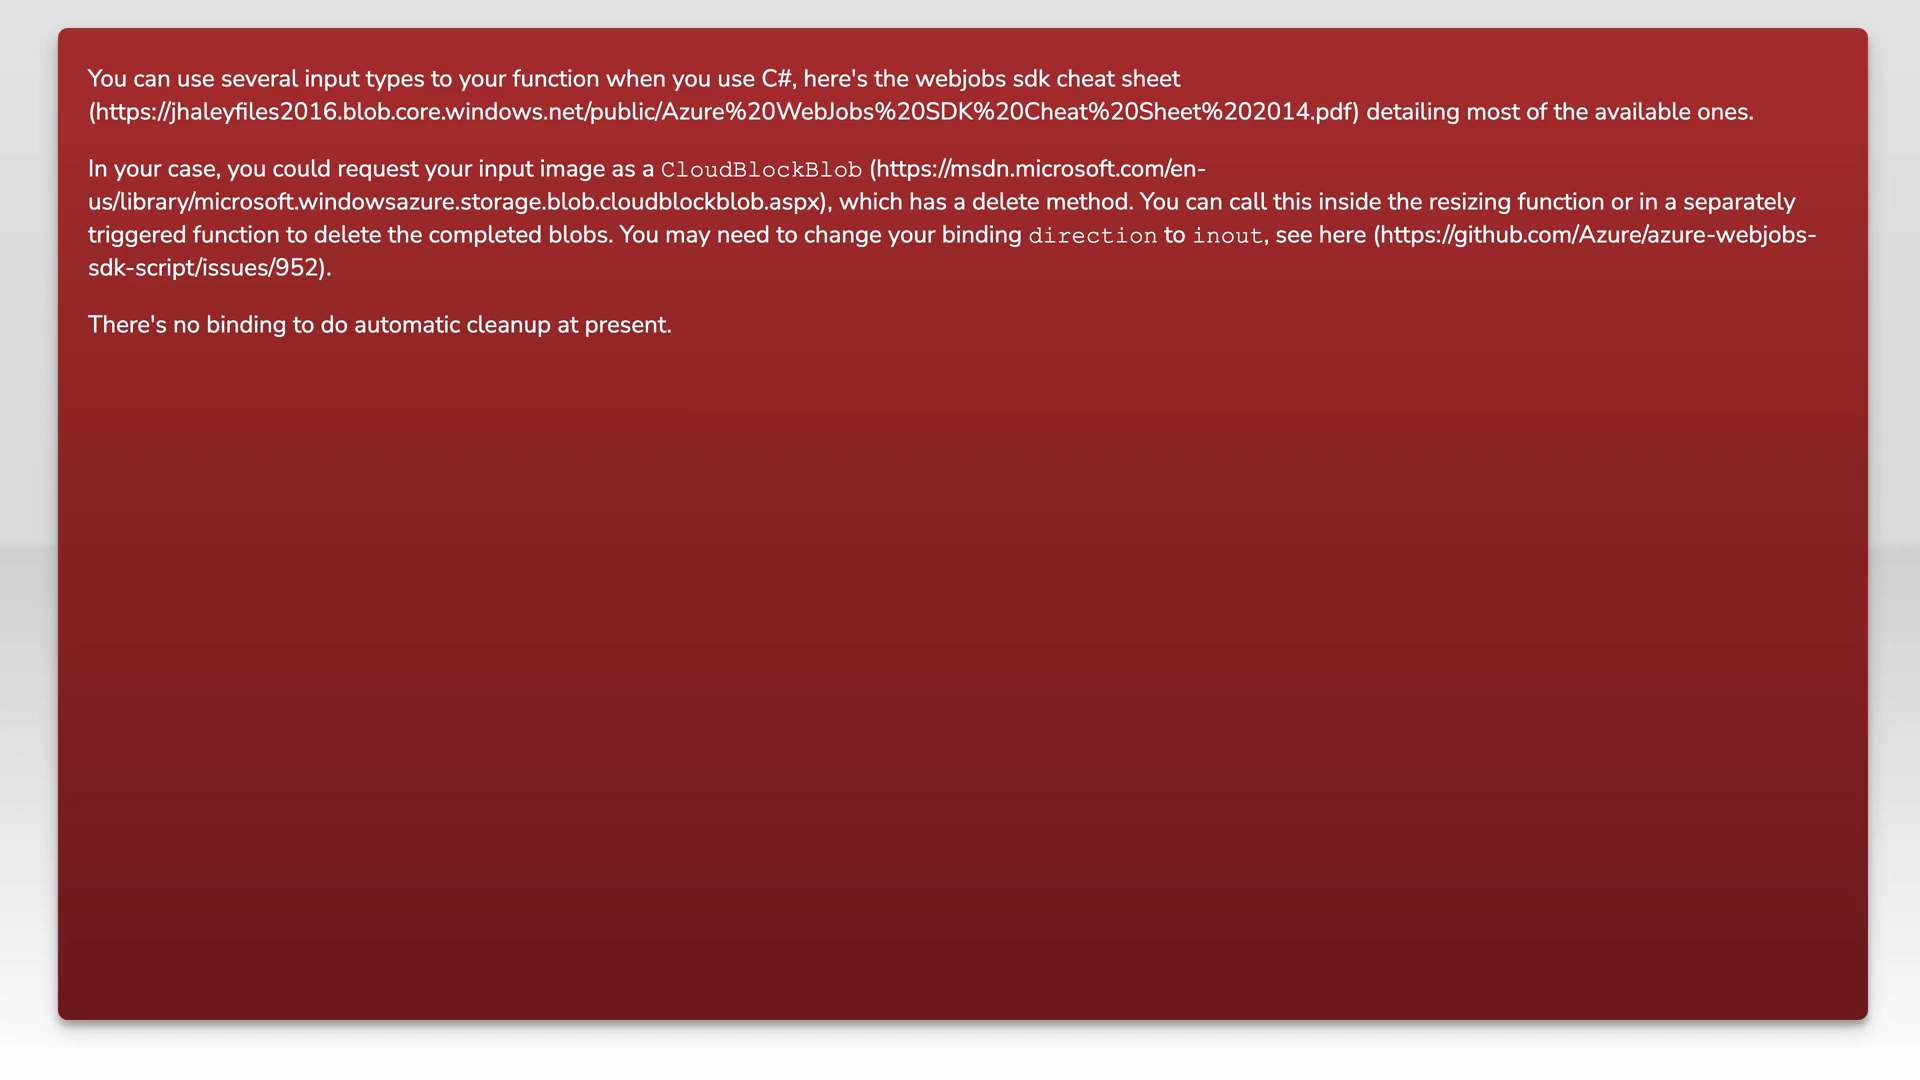 You can use several input types to your function when you use C#, here's the webjobs sdk cheat sheet
(https://jhaleyfiles2016.blob.core.windows.net/public/Azure%20WebJobs%20SDK%20Cheat%20Sheet%202014.pdf) detailing most of the available ones.
In your case, you could request your input image as a CloudBlockBlob (https://msdn.microsoft.com/en-
us/library/microsoft.windowsazure.storage.blob.cloudblockblob.aspx), which has a delete method. You can call this inside the resizing function or in a separately
triggered function to delete the completed blobs. You may need to change your binding direction to inout, see here (https://github.com/Azure/azure-webjobs-
sdk-script/issues/952).
There's no binding to do automatic cleanup at present.